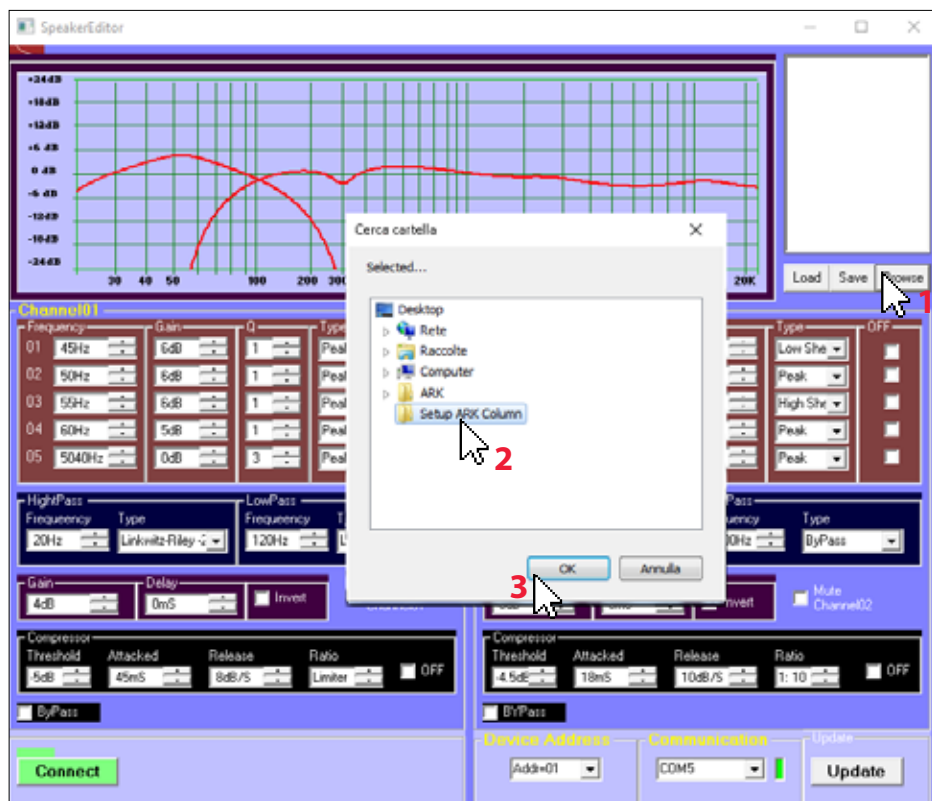 SpeakerEditor
+24dB
+18dB
+12dB
+6 dB
0 dB
-6 dB
-12dB
-18dB
-24dB
30 40 50 100 200 300 20K
Load Save Browse
1
Cerca cartella
Selected...
Desktop
Rete
Raccolte
Computer
ARK
Setup ARK Column
2
OK Annulla
3
Channel01
Frequency Gain Q Type
01 45Hz 6dB 1 Peak
02 50Hz 6dB 1 Peak
03 55Hz 6dB 1 Peak
04 60Hz 5dB 1 Peak
05 5040Hz 0dB 3 Peak
Type OFF
Low She
Peak
High She
Peak
Peak
HightPass
Frequeency Type
20Hz Linkwitz-Riley -2
LowPass
Frequeency
120Hz
Type
ByPass
Gain Delay
4dB 0mS Invert
Mute
Channel02
Compressor
Threshold Attacked Release Ratio
-5dB 45mS 8dB/S Limiter OFF
ByPass
Compressor
Threshold Attacked Release Ratio
-4.5dB 18mS 10dB/S 1: 10 OFF
BYPass
Connect
Device Address
Addr=01
Communication
COM5
Update
Update